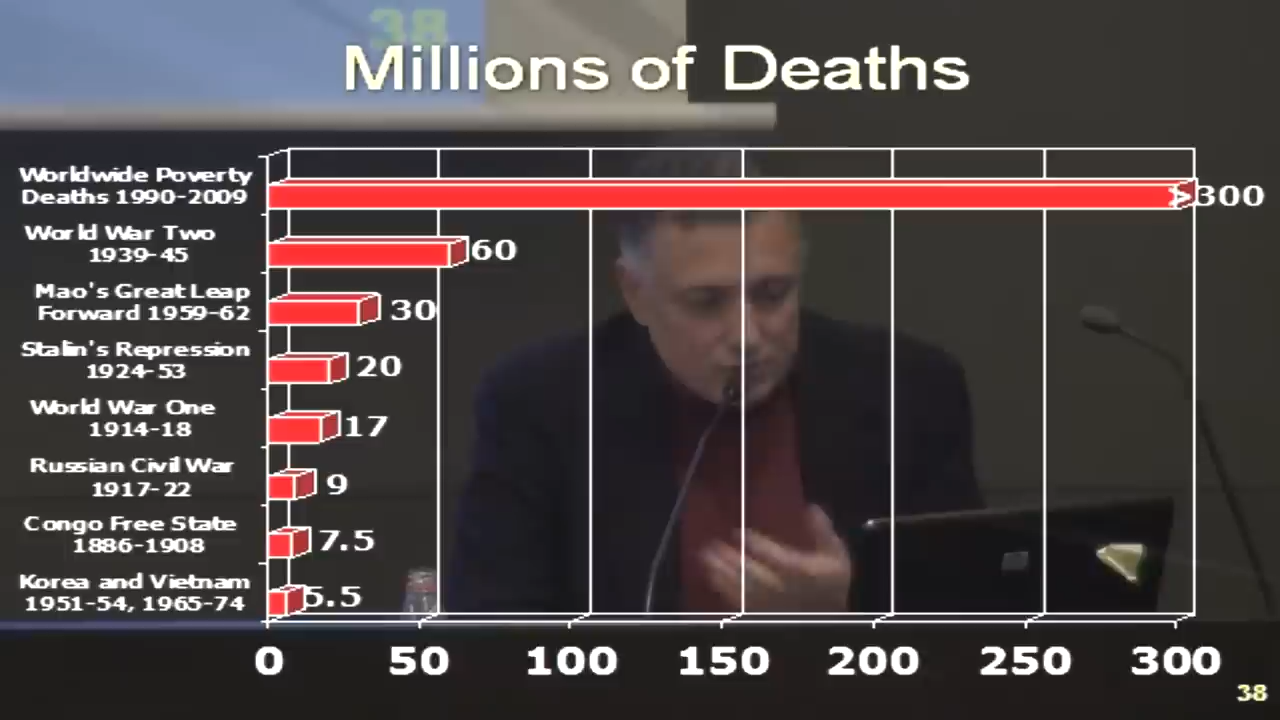 38
Millions of Deaths
Worldwide Poverty
Deaths 1990-2009
>300
World War Two
1939-45
60
Mao's Great Leap
Forward 1959-62
30
Stalin's Repression
1924-53
20
World War One
1914-18
17
Russian Civil War
1917-22
9
Congo Free State
1886-1908
7.5
Korea and Vietnam
1951-54, 1965-74
5.5
0 50 100 150 200 250 300
38